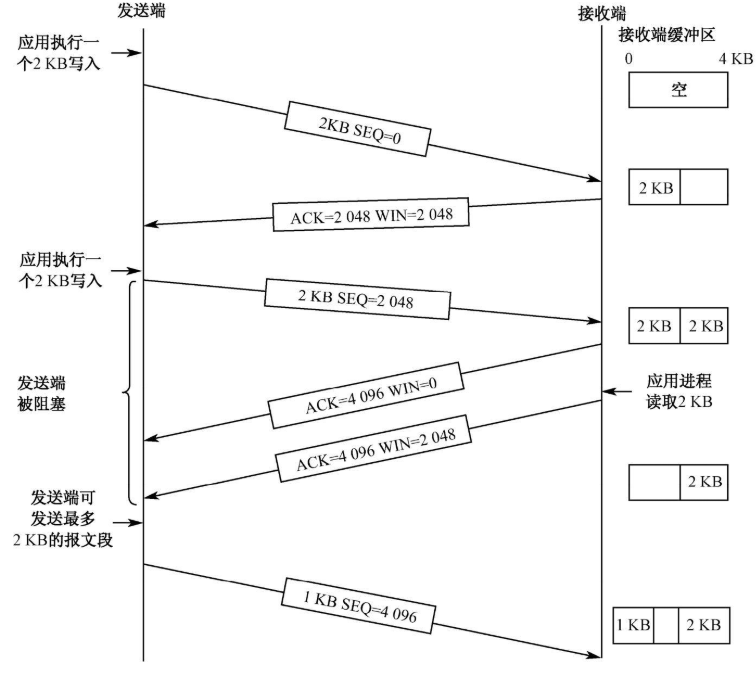 发送端
接收端
应用执行一
个2 KB写入
接收端缓冲区
0
4 KB
空
2KB SEQ=0
2 KB
ACK=2 048 WIN=2 048
应用执行一
个2 KB写入
2 KB SEQ=2 048
2 KB
2 KB
发送端
被阻塞
ACK=4 096 WIN=0
应用进程
读取2 KB
ACK=4 096 WIN=2 048
2 KB
发送端可
发送最多
2 KB的报文段
1 KB SEQ=4 096
1 KB
2 KB